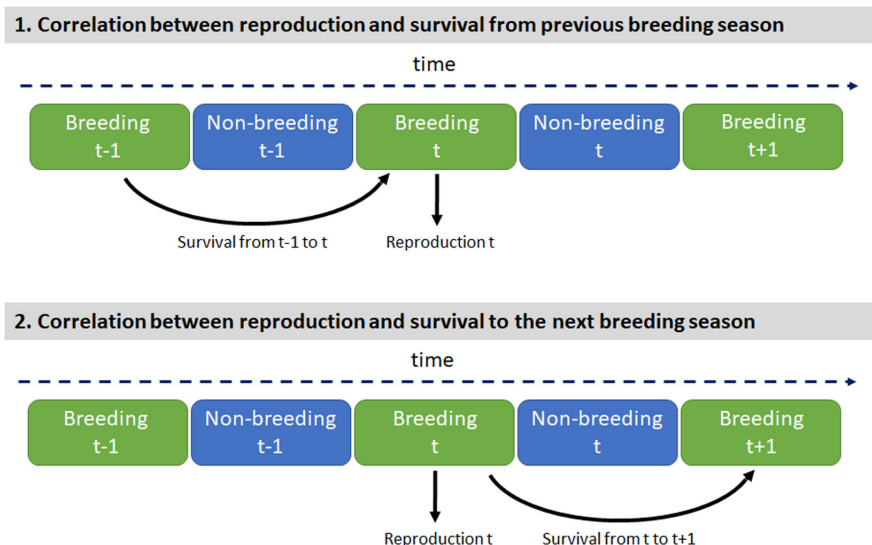 1. Correlation between reproduction and survival from previous breeding season
time
Breeding
t-1
Non-breeding
t-1
Breeding
t
Non-breeding
t
Breeding
t+1
Survival from t-1 to t
Reproduction t
2. Correlation between reproduction and survival to the next breeding season
time
Breeding
t-1
Non-breeding
t-1
Breeding
t
Non-breeding
t
Breeding
t+1
Reproduction t
Survival from t to t+1